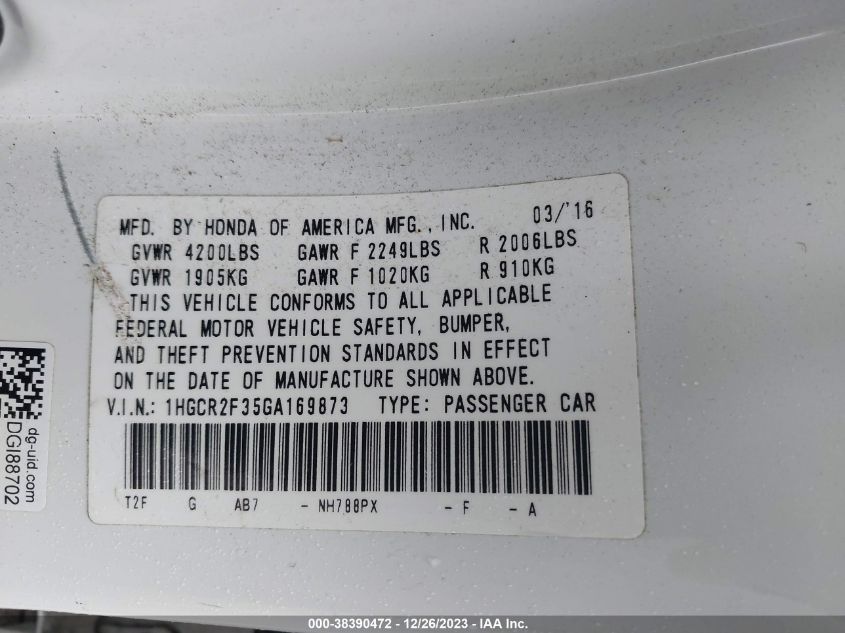 MFD. BY HONDA OF AMERICA MFG., INC. 03/'16
GVWR 4200LBS GAWR F 2249LBS R 2006LBS
GVWR 1905KG GAWR F 1020KG R 910KG
THIS VEHICLE CONFORMS TO ALL APPLICABLE
FEDERAL MOTOR VEHICLE SAFETY, BUMPER,
AND THEFT PREVENTION STANDARDS IN EFFECT
ON THE DATE OF MANUFACTURE SHOWN ABOVE.
V.I.N.: 1HGCR2F35GA169873 TYPE: PASSENGER CAR
T2F G AB7 - NH788PX - F - A
dg-uid.com
DGI88702
000-38390472 - 12/26/2023 - IAA Inc.